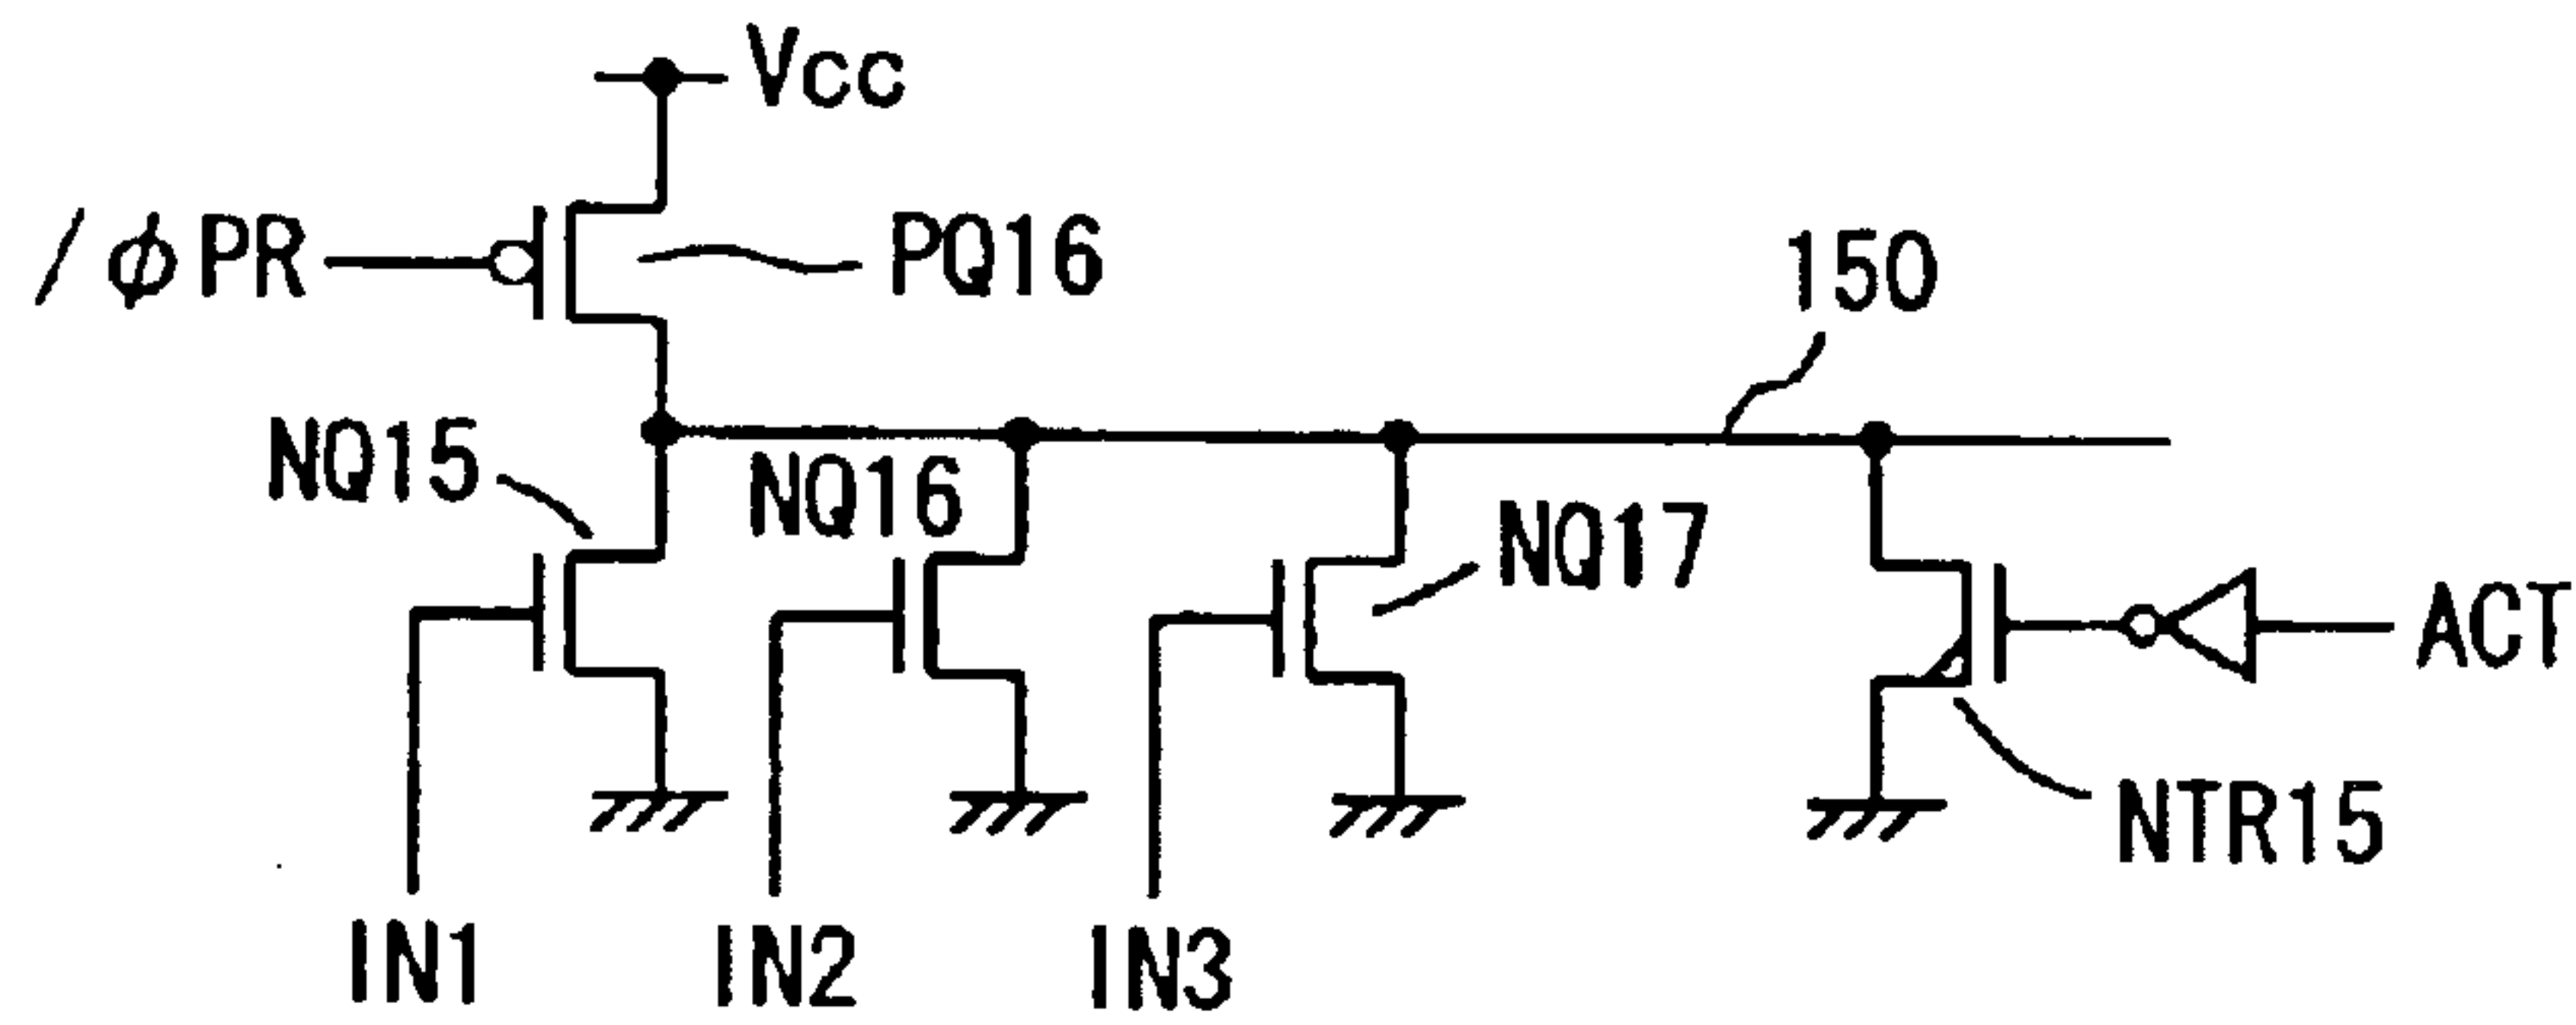 Vcc
/φPR
PQ16
150
NQ15
NQ16
NQ17
ACT
NTR15
IN1
IN2
IN3